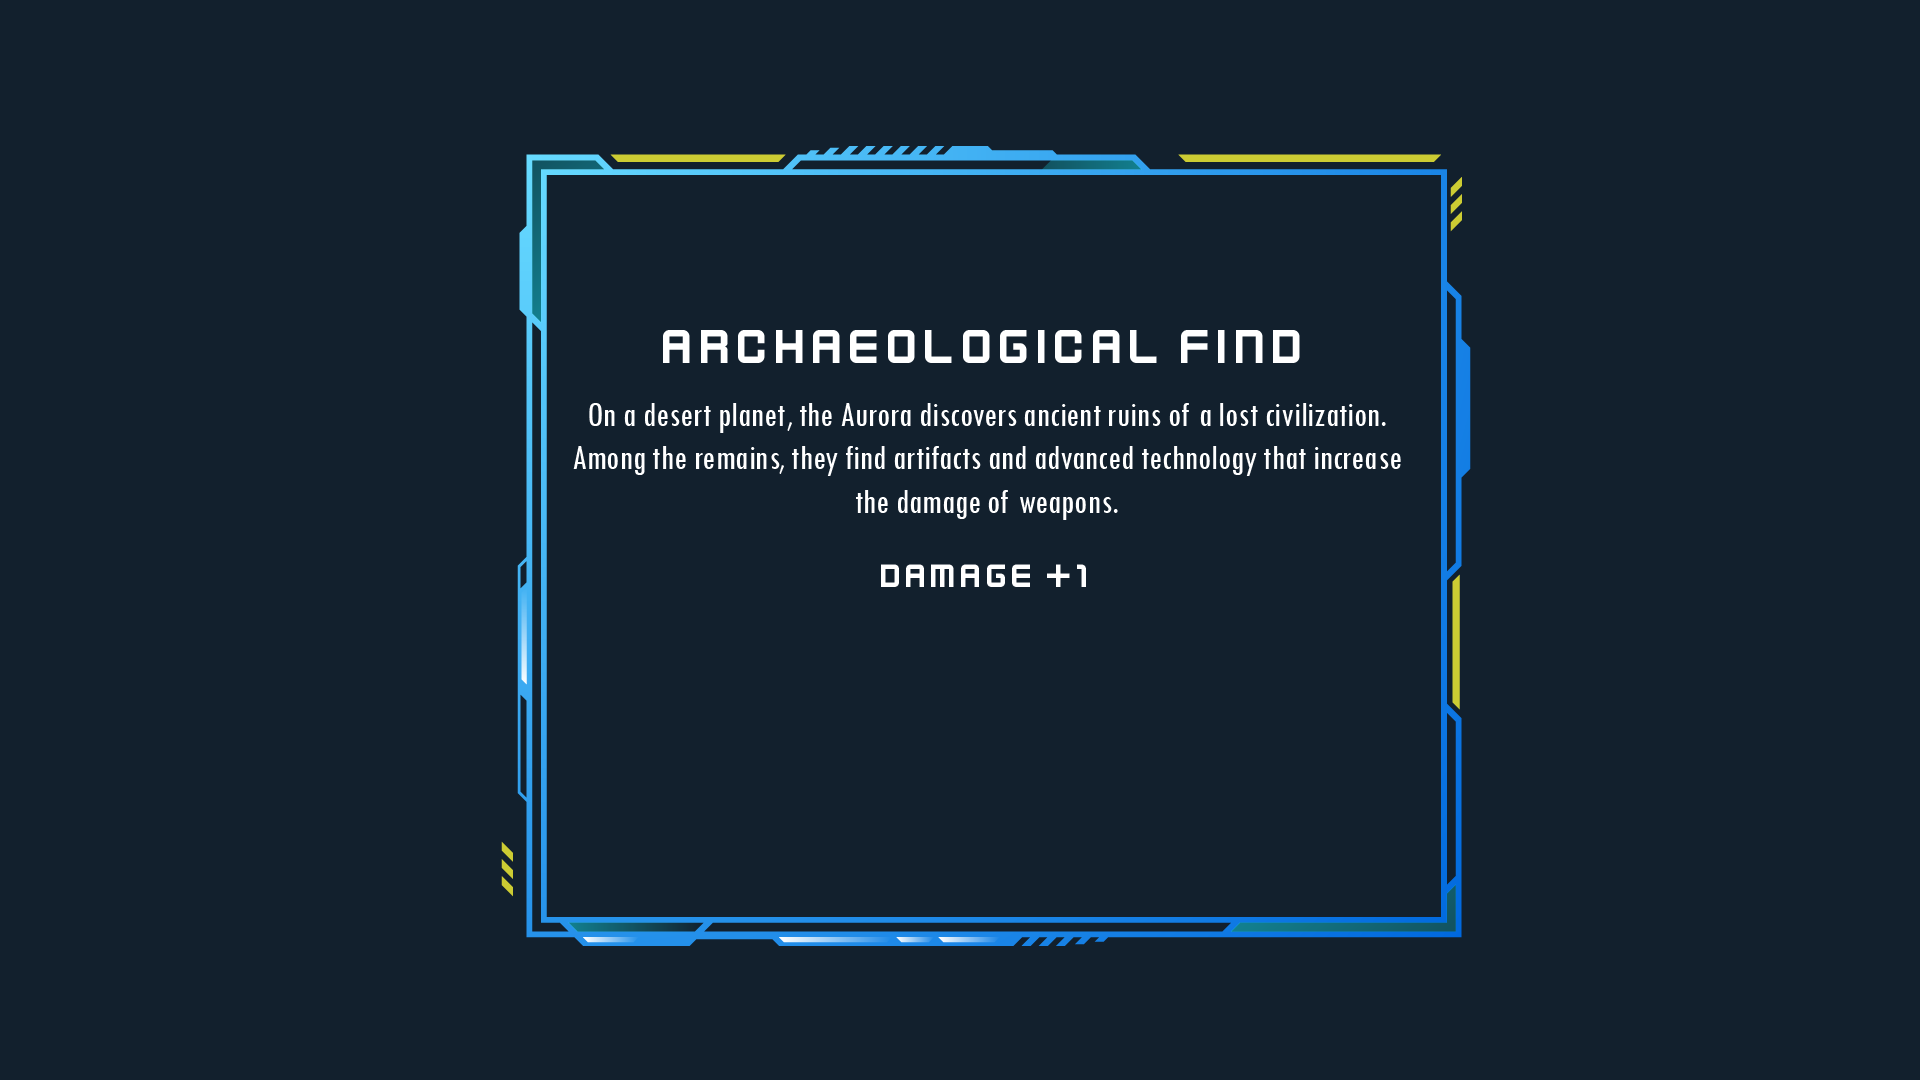 ARCHAEOLOGICAL FIND
On a desert planet, the Aurora discovers ancient ruins of a lost civilization.
Among the remains, they find artifacts and advanced technology that increase
the damage of weapons.
DAMAGE +1